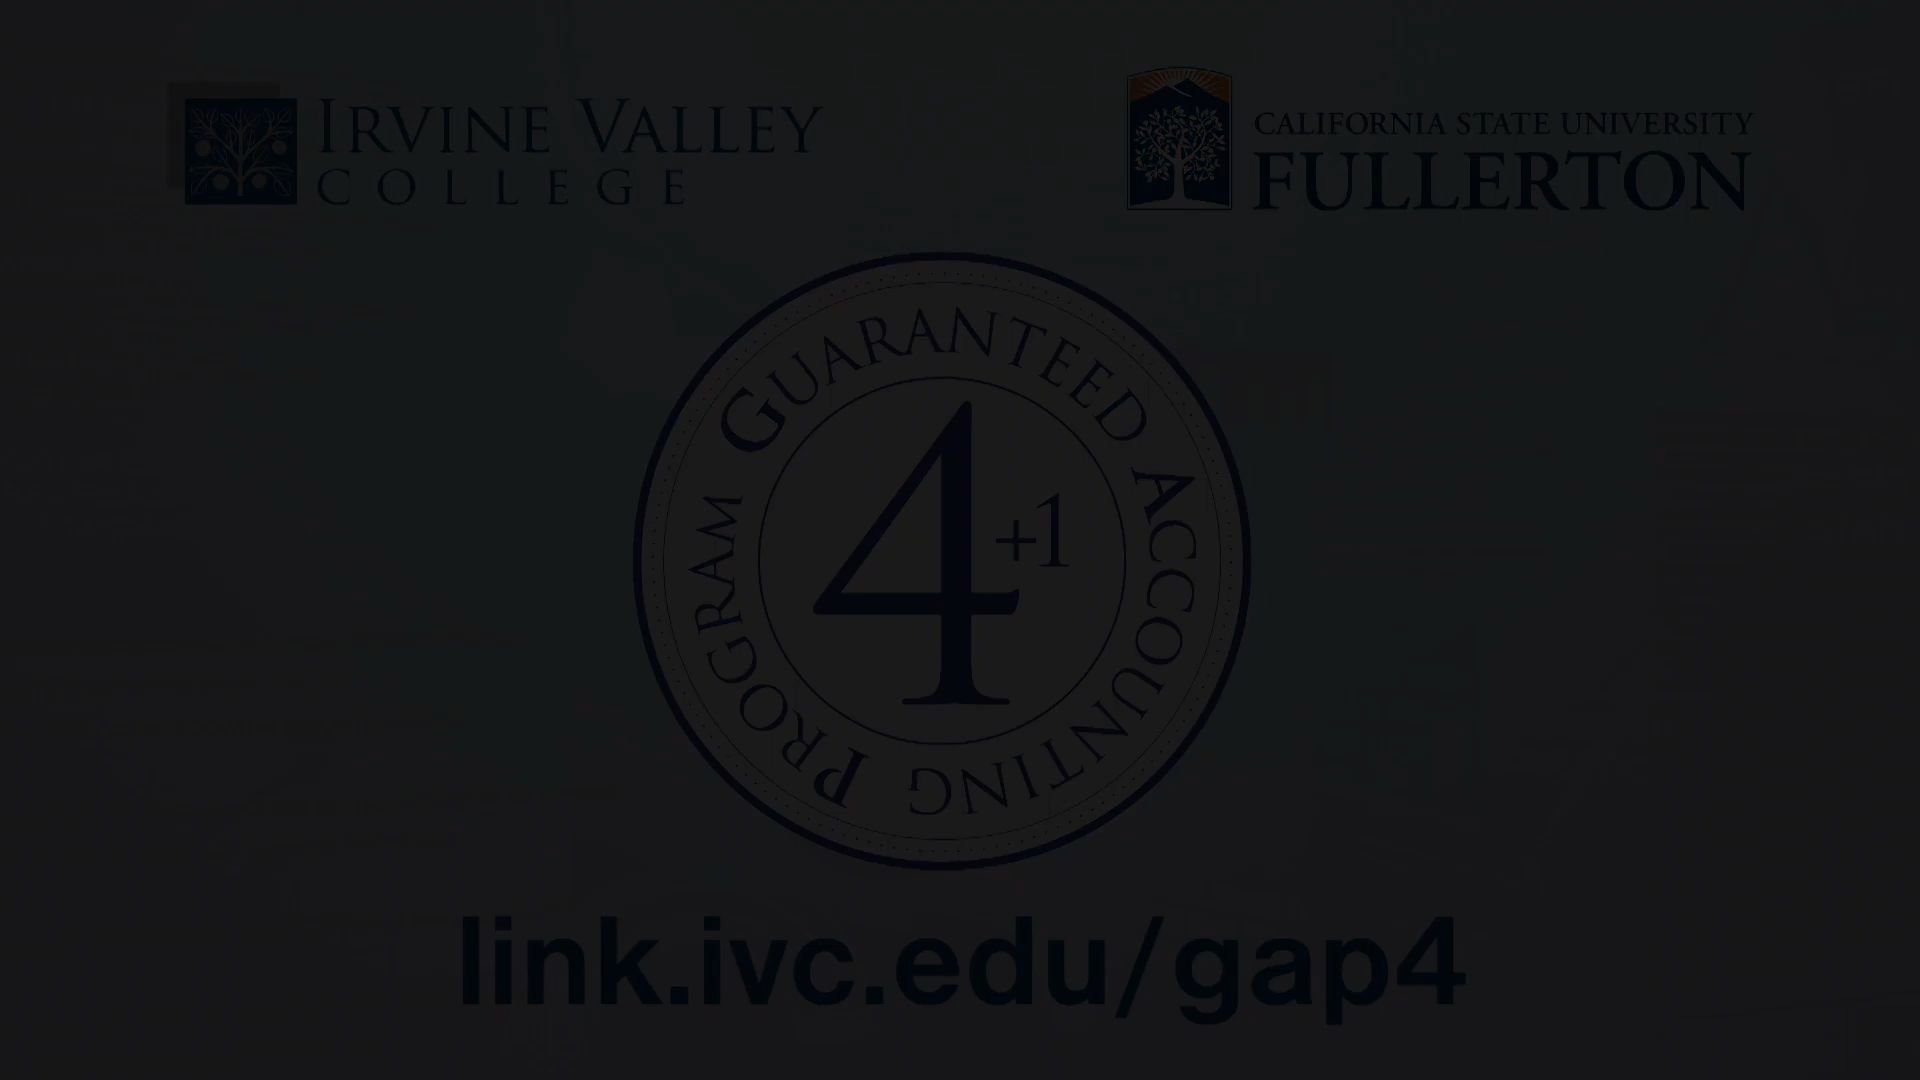 IRVINE VALLEY
COLLEGE
CALIFORNIA STATE UNIVERSITY
FULLERTON
GUARANTEED ACCOUNTING PROGRAM
4+1
link.ivc.edu/gap4